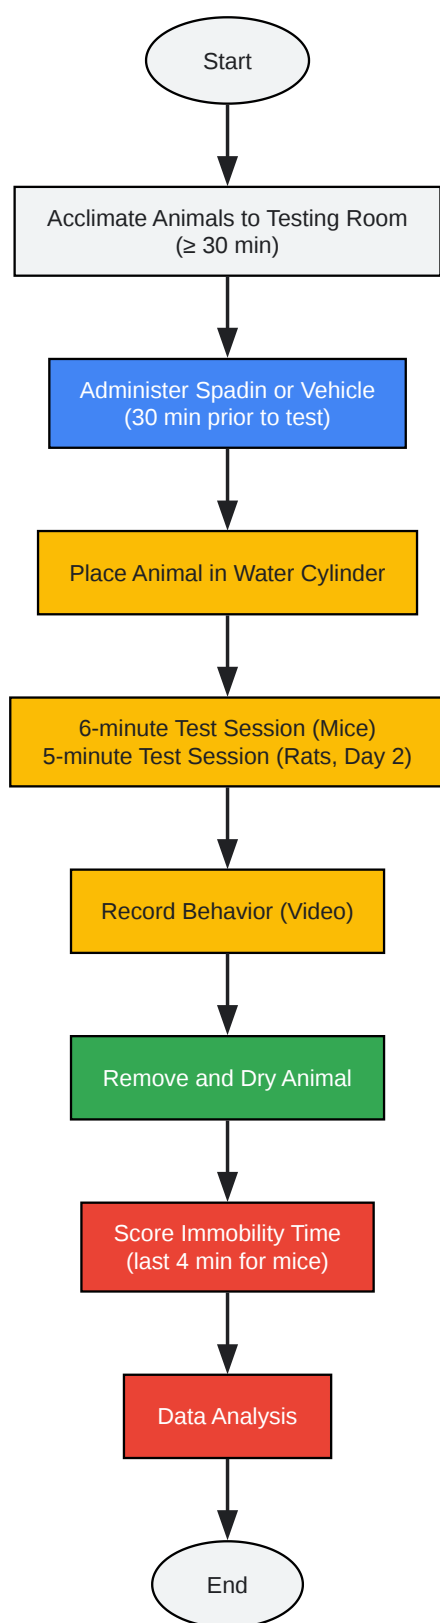 Start
Acclimate Animals to Testing Room
(≥ 30 min)
Administer Spadin or Vehicle
(30 min prior to test)
Place Animal in Water Cylinder
6-minute Test Session (Mice)
5-minute Test Session (Rats, Day 2)
Record Behavior (Video)
Remove and Dry Animal
Score Immobility Time
(last 4 min for mice)
Data Analysis
End